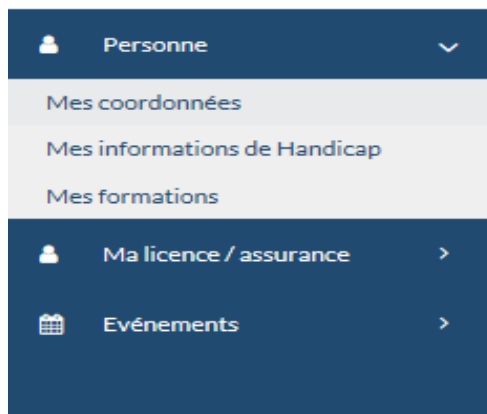 Personne
Mes coordonnées
Mes informations de Handicap
Mes formations
Ma licence / assurance
Evénements